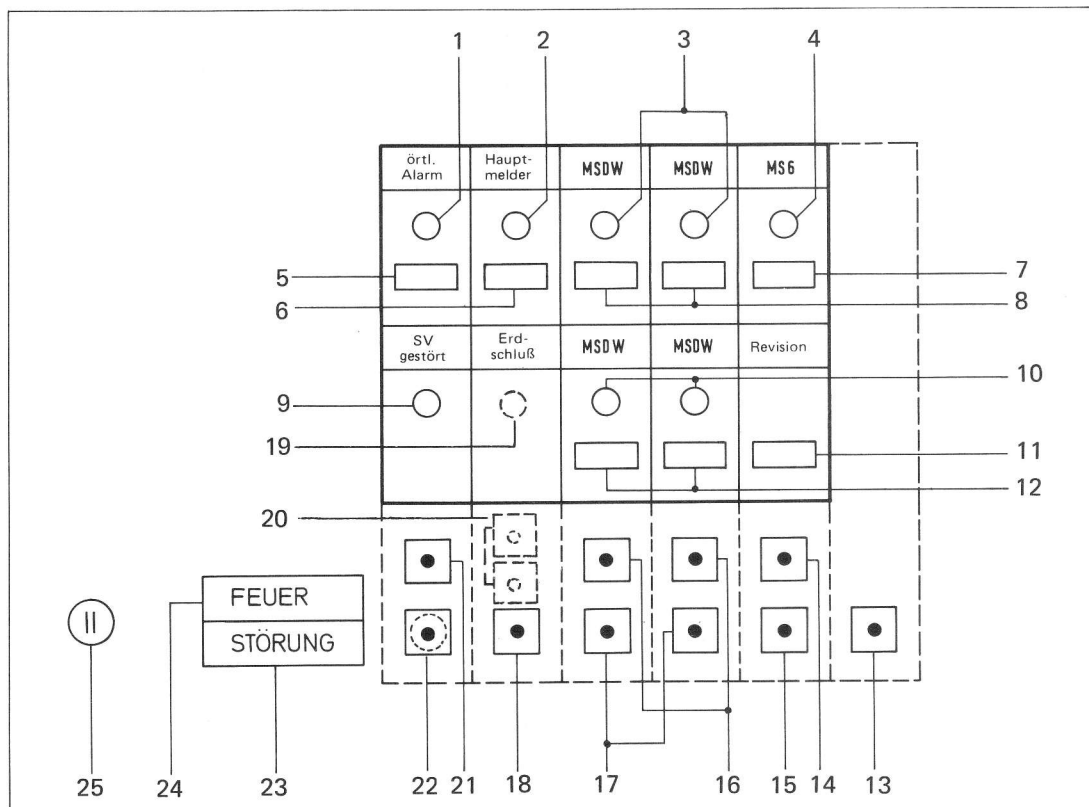 1 2 3 4
örtl. Alarm
Haupt-melder
MSDW
MSDW
MS6
5
6
7
8
SV gestört
Erd-schluß
MSDW
MSDW
Revision
9
19
10
11
12
20
FEUER
STÖRUNG
25 24 23 22 21 18 17 16 15 14 13